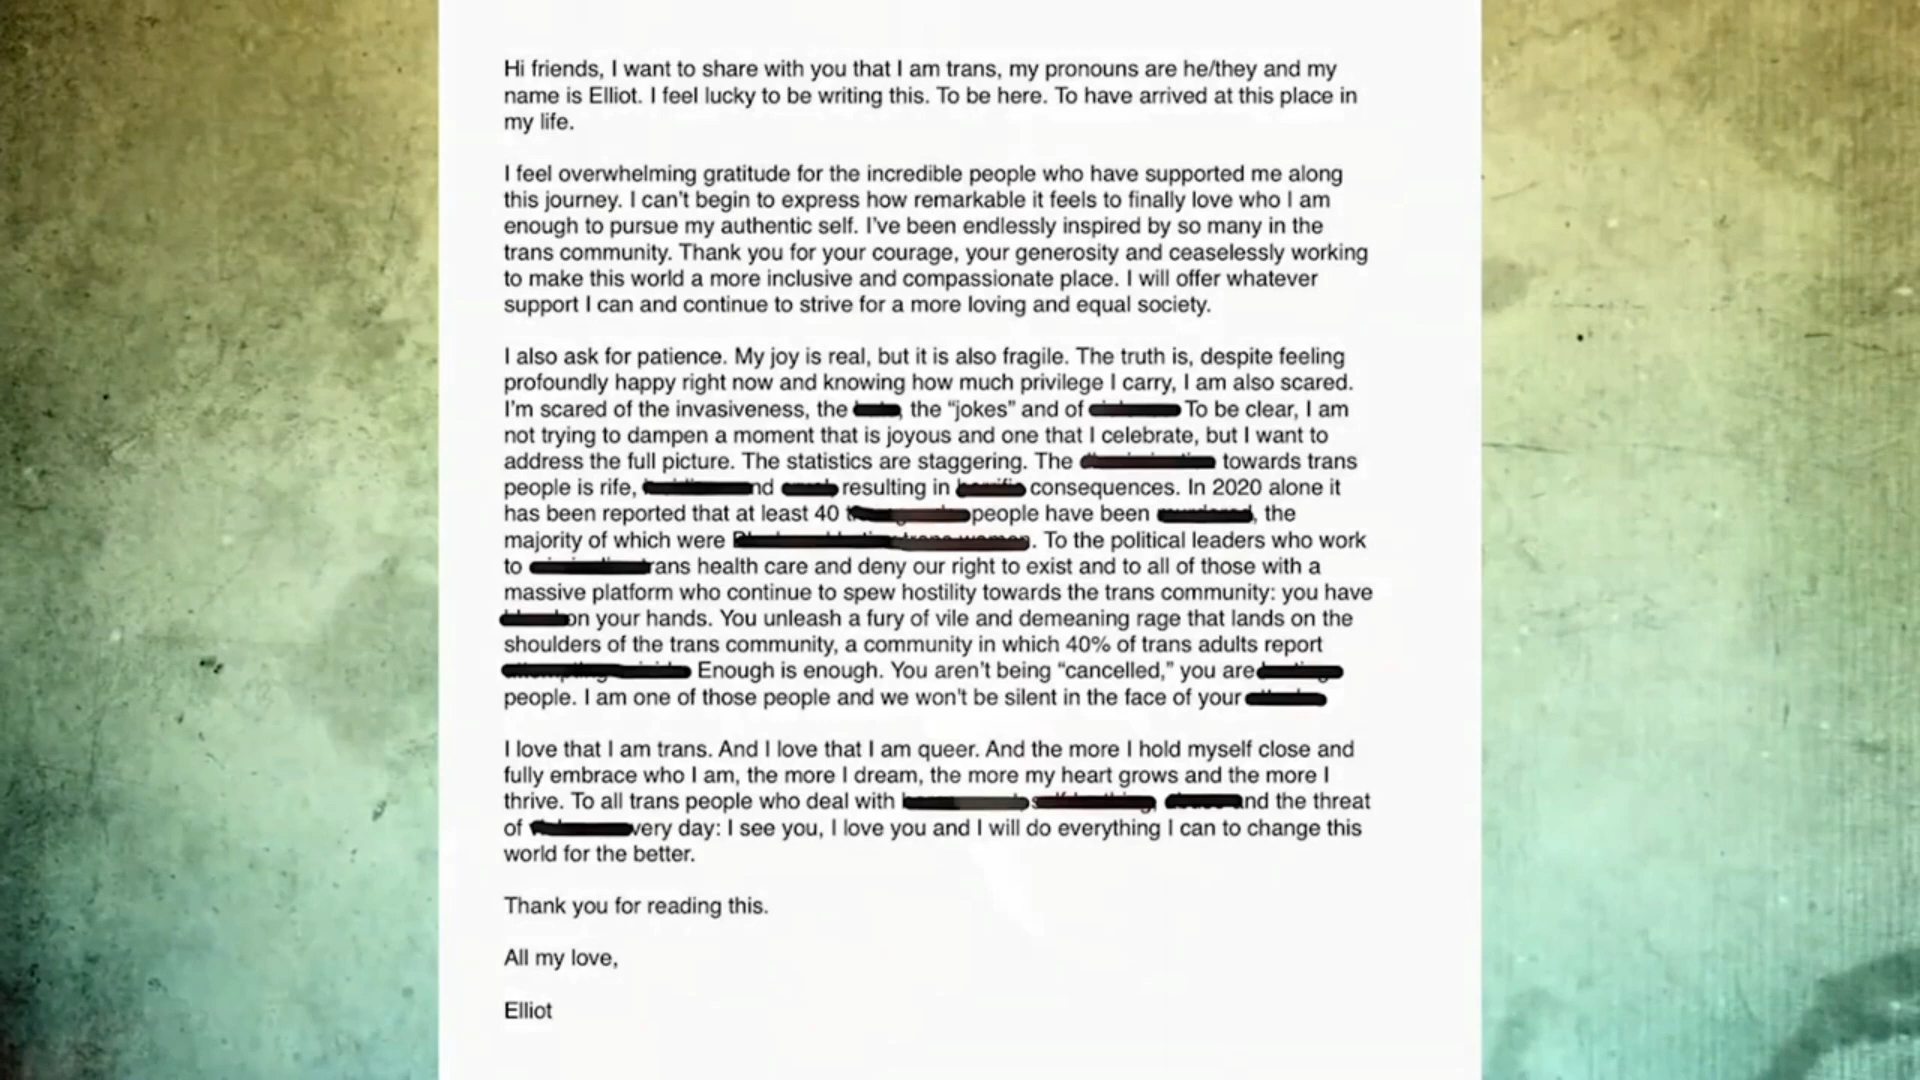 Hi friends, I want to share with you that I am trans, my pronouns are he/they and my
name is Elliot. I feel lucky to be writing this. To be here. To have arrived at this place in
my life.
I feel overwhelming gratitude for the incredible people who have supported me along
this journey. I can't begin to express how remarkable it feels to finally love who I am
enough to pursue my authentic self. I've been endlessly inspired by so many in the
trans community. Thank you for your courage, your generosity and ceaselessly working
to make this world a more inclusive and compassionate place. I will offer whatever
support I can and continue to strive for a more loving and equal society.
I also ask for patience. My joy is real, but it is also fragile. The truth is, despite feeling
profoundly happy right now and knowing how much privilege I carry, I am also scared.
I'm scared of the invasiveness, the , the “jokes” and of To be clear, I am
not trying to dampen a moment that is joyous and one that I celebrate, but I want to
address the full picture. The statistics are staggering. The towards trans
people is rife, resulting in consequences. In 2020 alone it
has been reported that at least 40 people have been , the
majority of which were . To the political leaders who work
to health care and deny our right to exist and to all of those with a
massive platform who continue to spew hostility towards the trans community: you have
on your hands. You unleash a fury of vile and demeaning rage that lands on the
shoulders of the trans community, a community in which 40% of trans adults report
Enough is enough. You aren't being “cancelled,” you are
people. I am one of those people and we won't be silent in the face of your
I love that I am trans. And I love that I am queer. And the more I hold myself close and
fully embrace who I am, the more I dream, the more my heart grows and the more I
thrive. To all trans people who deal with the threat
of day: I see you, I love you and I will do everything I can to change this
world for the better.
Thank you for reading this.
All my love,
Elliot